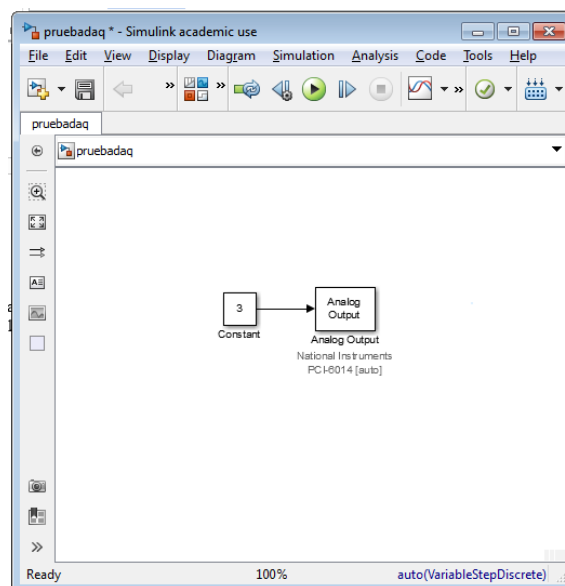 pruebadaq * - Simulink academic use
File Edit View Display Diagram Simulation Analysis Code Tools Help
pruebadaq
pruebadaq
3
Constant
Analog
Output
Analog Output
National Instruments
PCI-6014 [auto]
Ready 100% auto(VariableStepDiscrete)